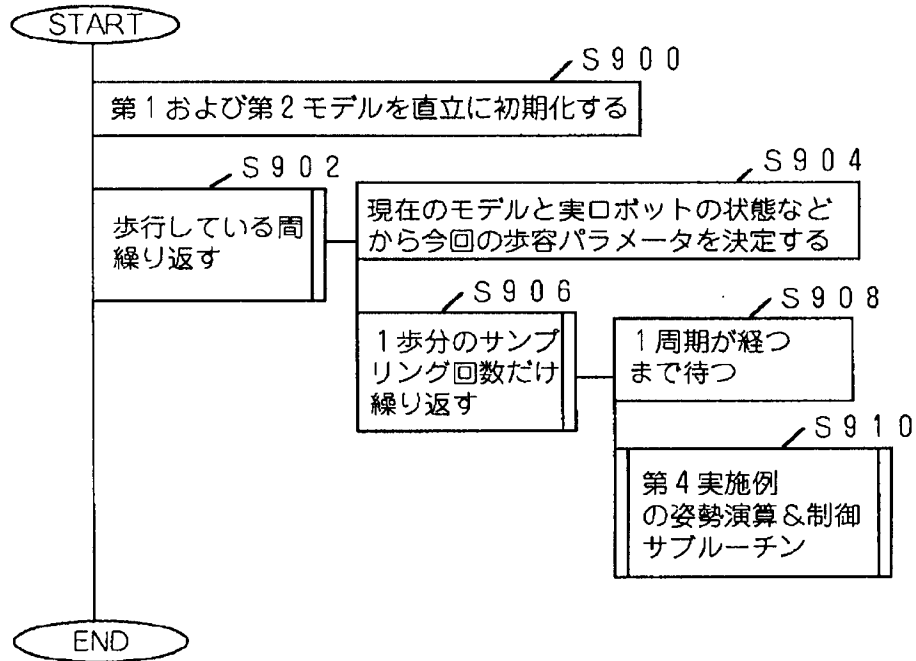 START
S900
第1および第2モデルを直立に初期化する
S902
歩行している間
繰り返す
S904
現在のモデルと実ロボットの状態など
から今回の歩容パラメータを決定する
S906
1歩分のサンプ
リング回数だけ
繰り返す
S908
1周期が経つ
まで待つ
S910
第4実施例
の姿勢演算&制御
サブルーチン
END